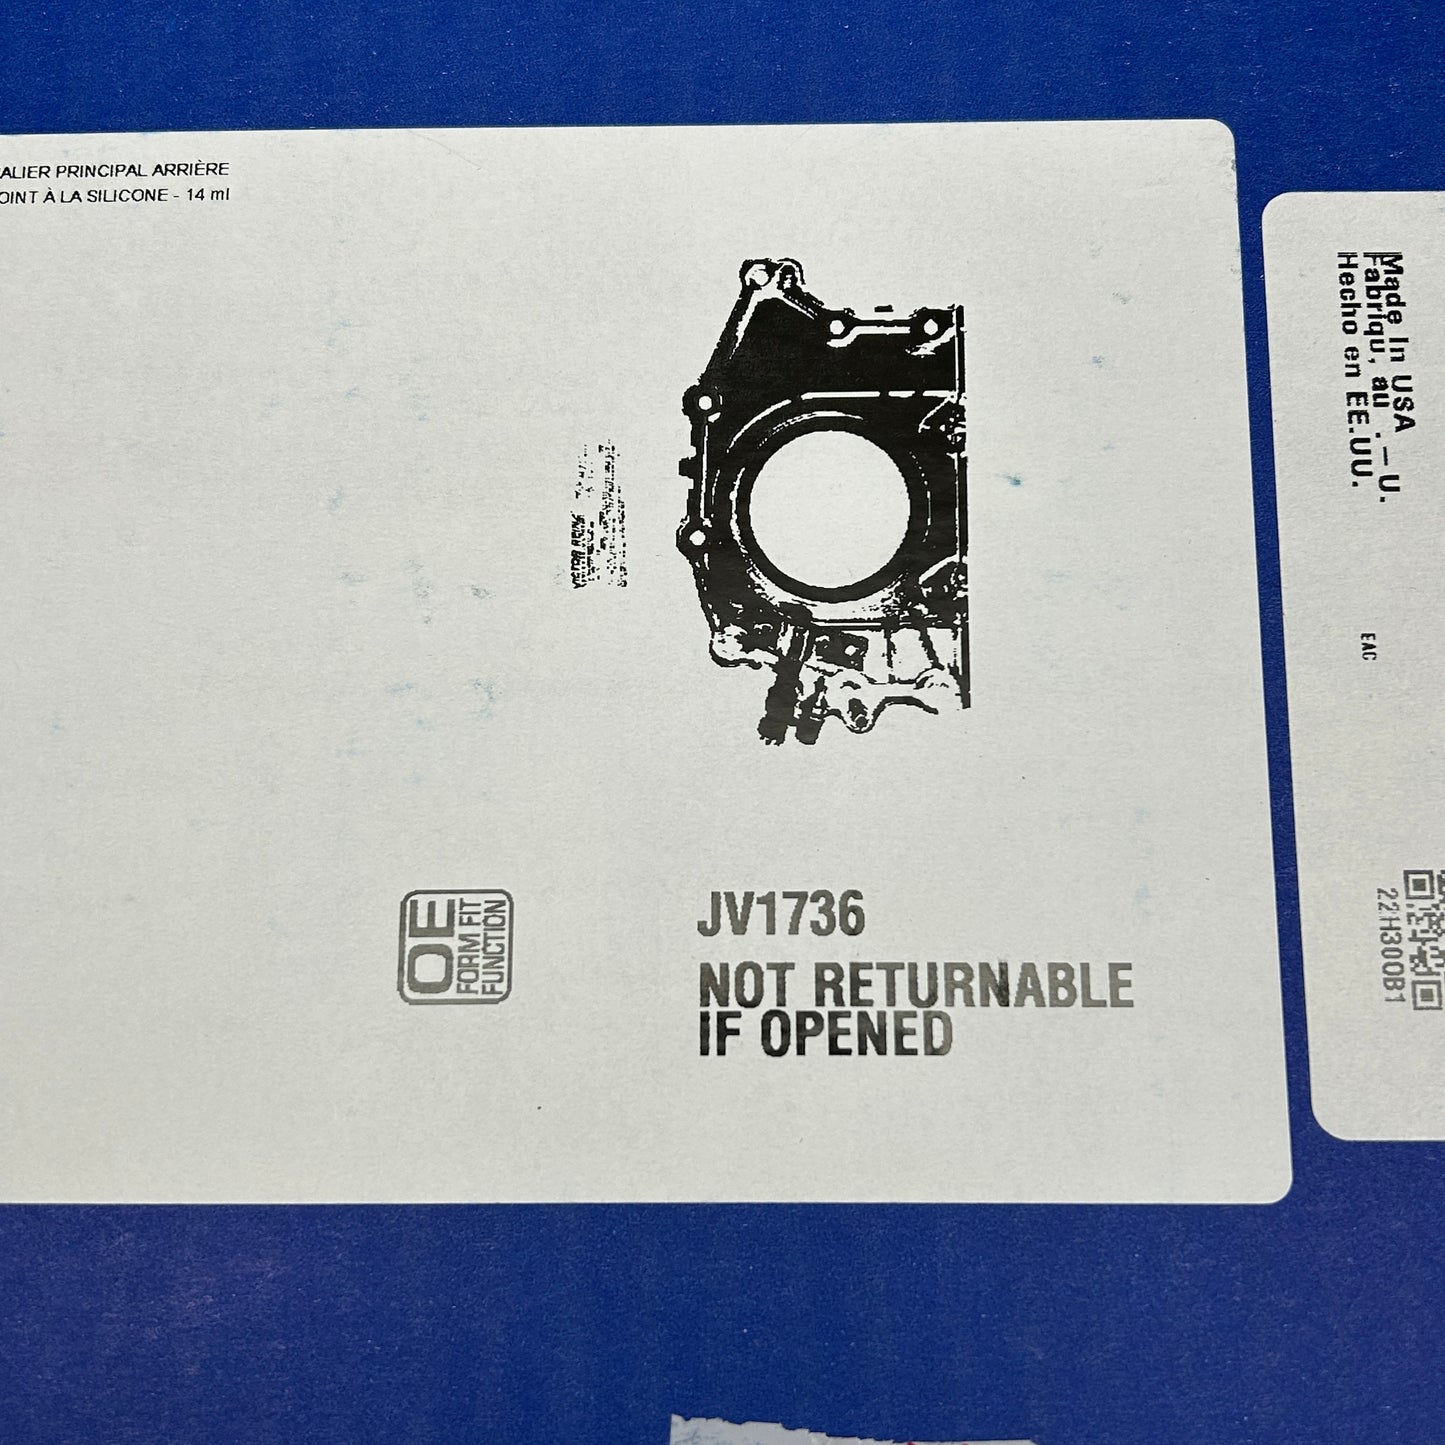 ALIER PRINCIPAL ARRIÈRE
OINT À LA SILICONE - 14 ml
OE
FORM FIT
FUNCTION
JV1736
NOT RETURNABLE
IF OPENED
Made In USA
Fabriqu, au .-U.
Hecho en EE.UU.
EAC
22H300B1